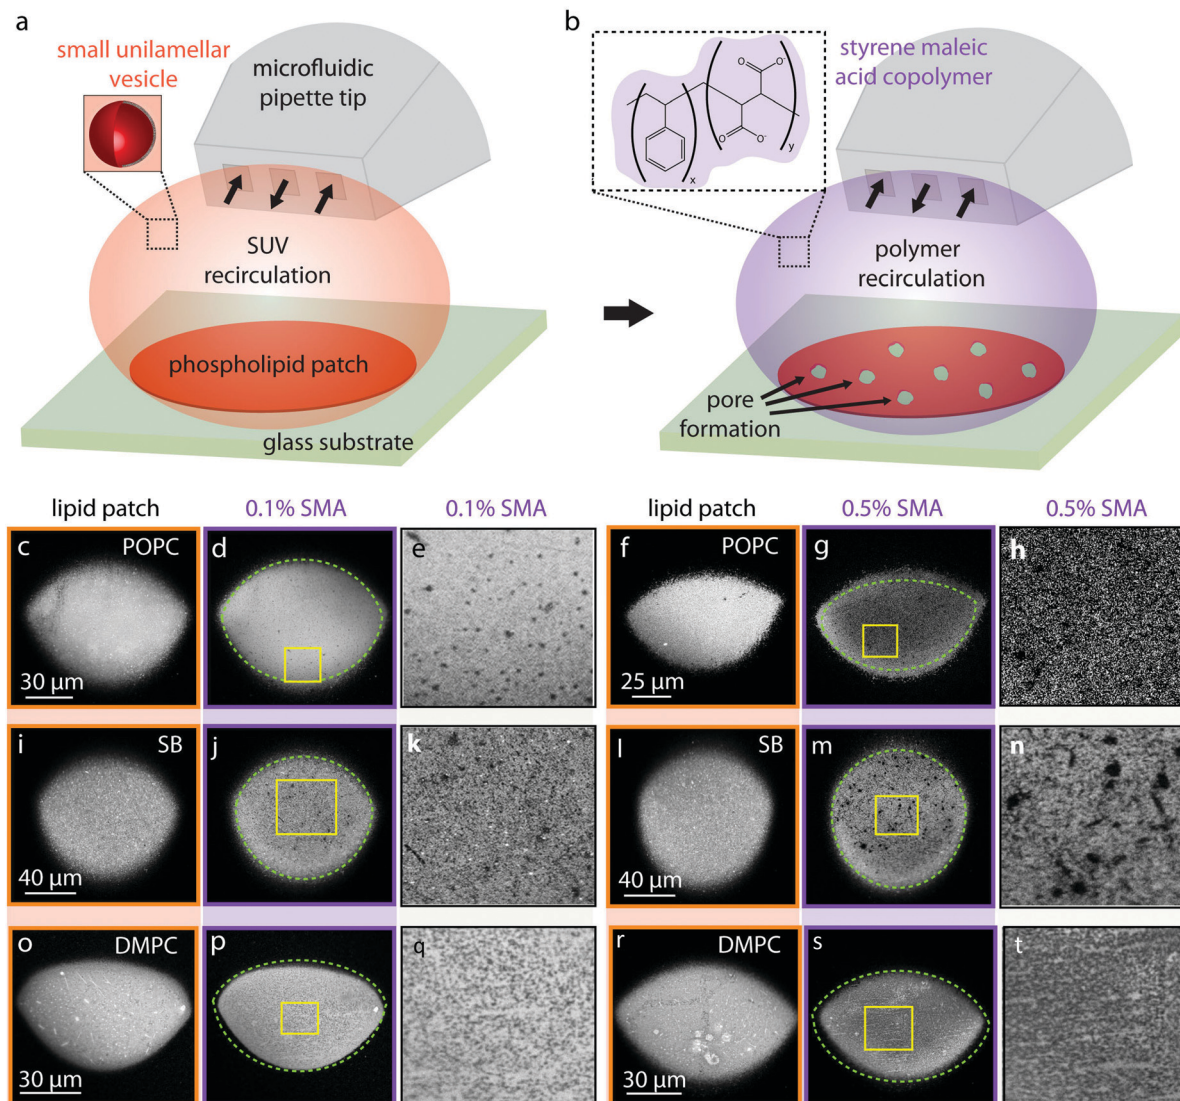 a
small unilamellar
vesicle
microfluidic
pipette tip
SUV
recirculation
phospholipid patch
glass substrate
b
styrene maleic
acid copolymer
O
O⁻
O
O⁻
x
y
polymer
recirculation
pore
formation
lipid patch
0.1% SMA
0.1% SMA
lipid patch
0.5% SMA
0.5% SMA
c
POPC
30 µm
d
e
f
POPC
25 µm
g
h
i
SB
40 µm
j
k
l
SB
40 µm
m
n
o
DMPC
30 µm
p
q
r
DMPC
30 µm
s
t